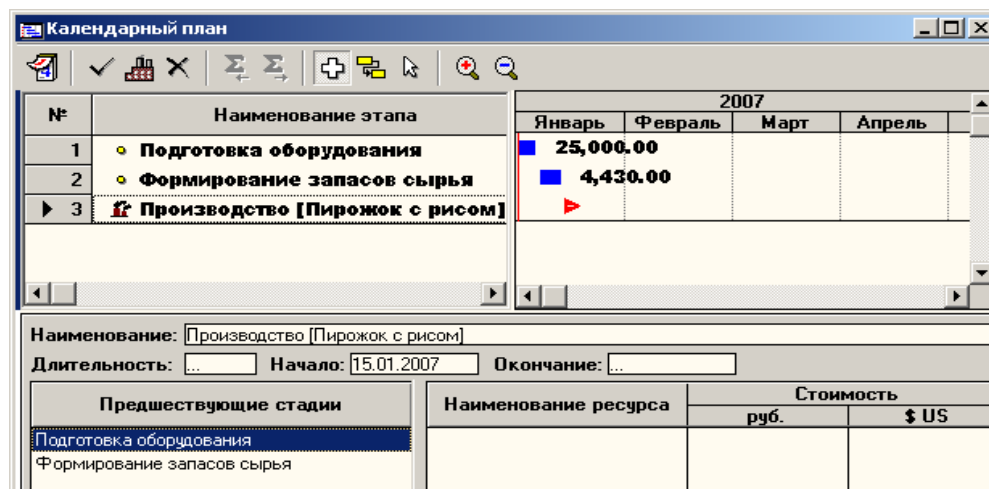 Календарный план
№ Наименование этапа 2007
Январь Февраль Март Апрель
1 Подготовка оборудования 25,000.00
2 Формирование запасов сырья 4,430.00
3 Производство [Пирожок с рисом]
Наименование: Производство [Пирожок с рисом]
Длительность: ... Начало: 15.01.2007 Окончание: ...
Предшествующие стадии Наименование ресурса Стоимость
руб. $ US
Подготовка оборудования
Формирование запасов сырья